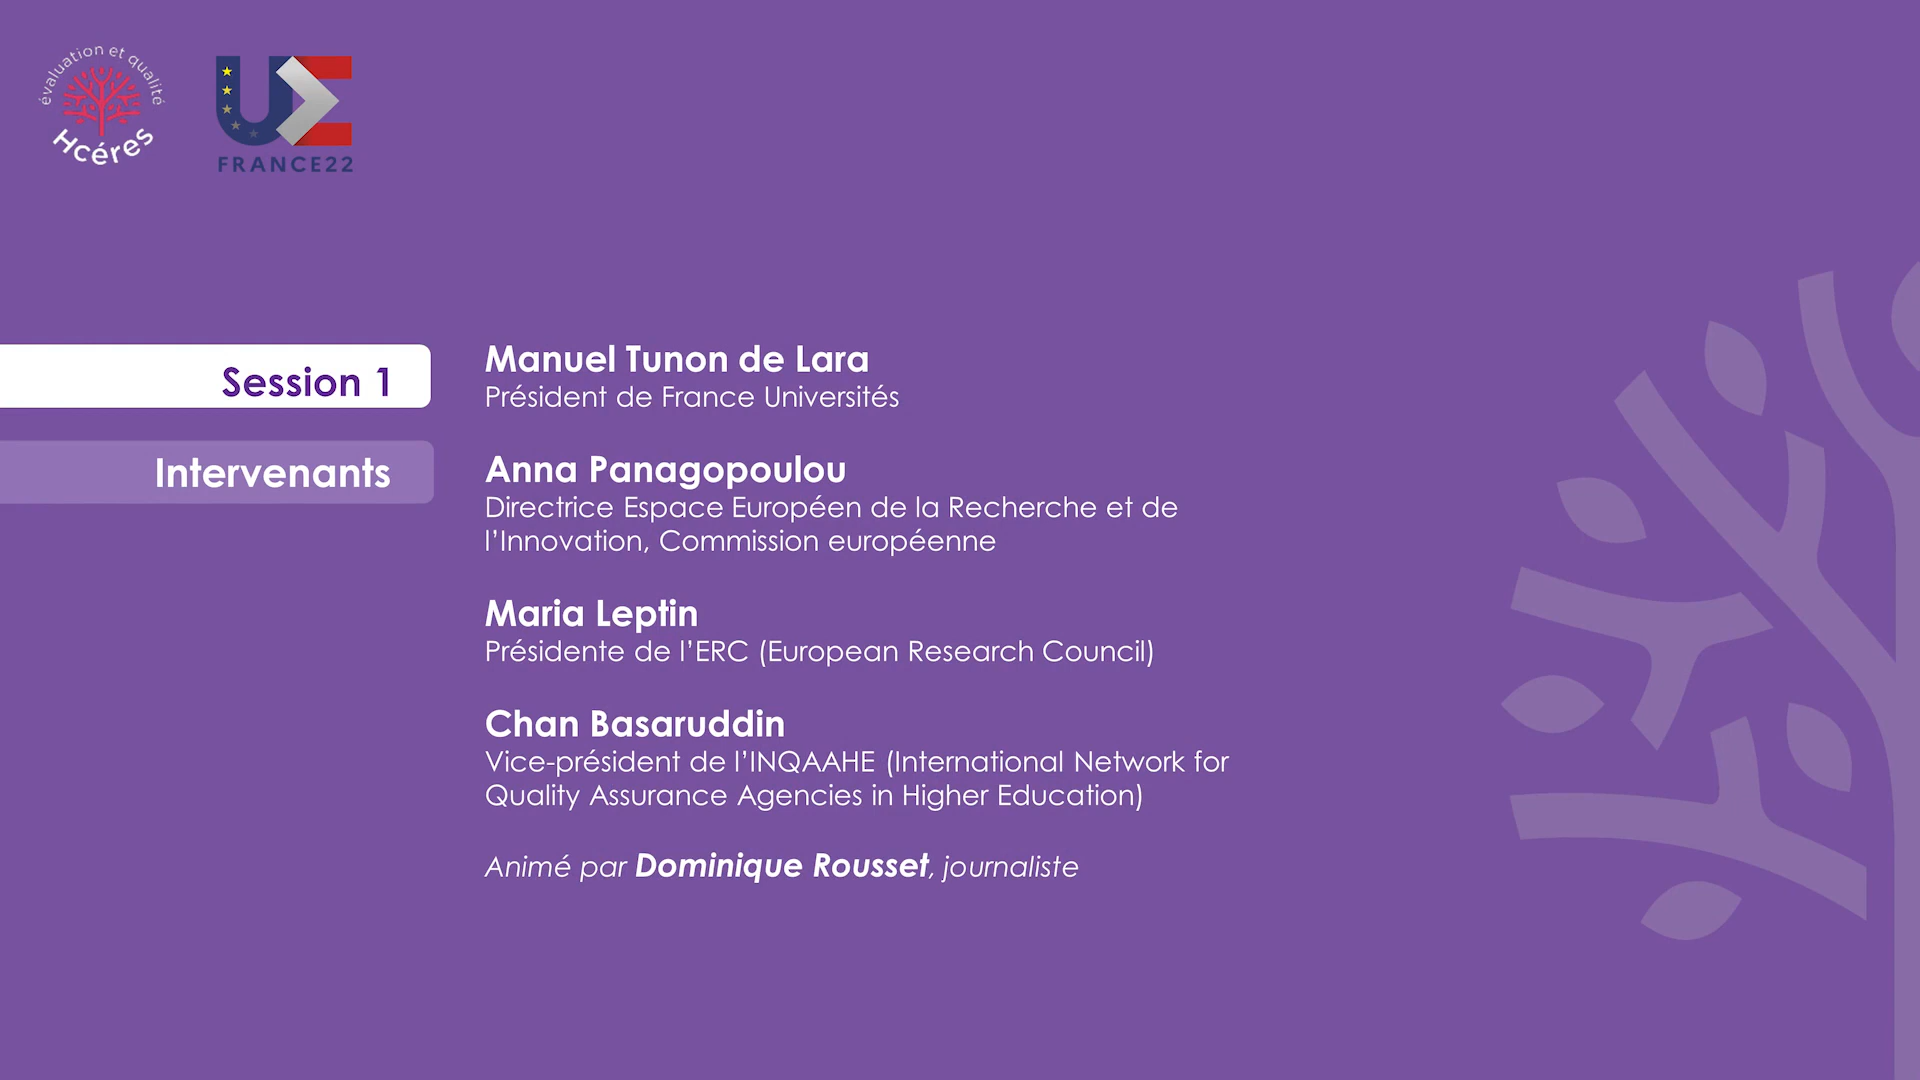 évaluation et qualité
Hcéres
UE
FRANCE22
Session 1
Intervenants
Manuel Tunon de Lara
Président de France Universités
Anna Panagopoulou
Directrice Espace Européen de la Recherche et de
l’Innovation, Commission européenne
Maria Leptin
Présidente de l’ERC (European Research Council)
Chan Basaruddin
Vice-président de l’INQAAHE (International Network for
Quality Assurance Agencies in Higher Education)
Animé par Dominique Rousset, journaliste